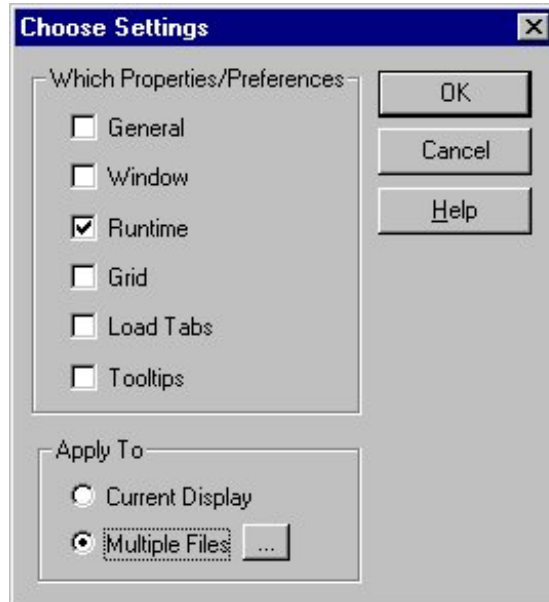 Choose Settings
Which Properties/Preferences
General
Window
Runtime
Grid
Load Tabs
Tooltips
OK
Cancel
Help
Apply To
Current Display
Multiple Files ...